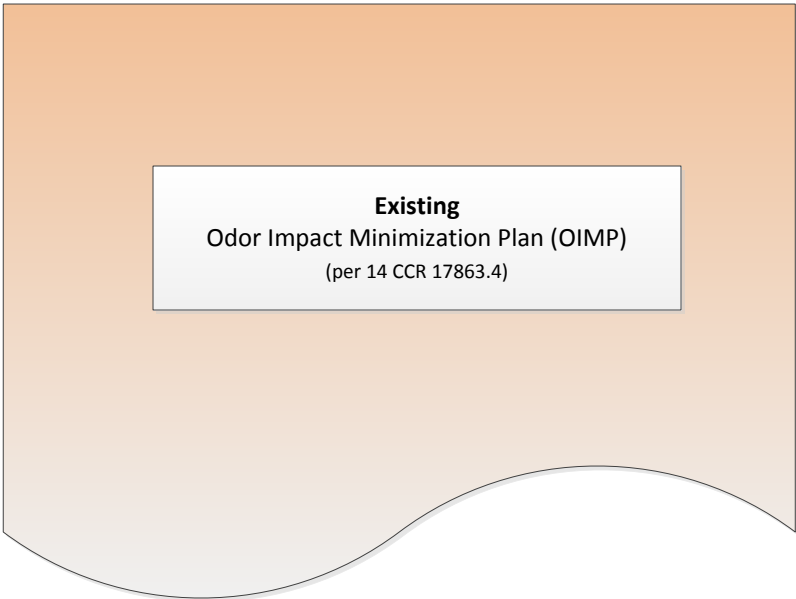 Existing
Odor Impact Minimization Plan (OIMP)
(per 14 CCR 17863.4)